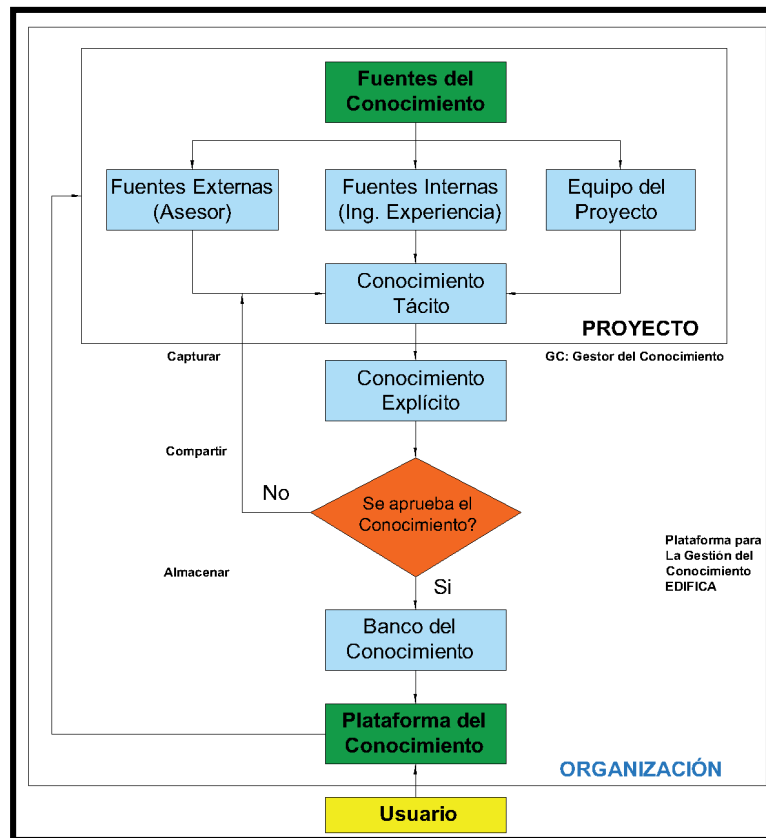 Fuentes del
Conocimiento
Fuentes Externas
(Asesor)
Fuentes Internas
(Ing. Experiencia)
Equipo del
Proyecto
Conocimiento
Tácito
PROYECTO
Capturar
GC: Gestor del Conocimiento
Conocimiento
Explícito
Compartir
No
Se aprueba el
Conocimiento?
Plataforma para
La Gestión del
Conocimiento
EDIFICA
Almacenar
Si
Banco del
Conocimiento
Plataforma del
Conocimiento
ORGANIZACIÓN
Usuario